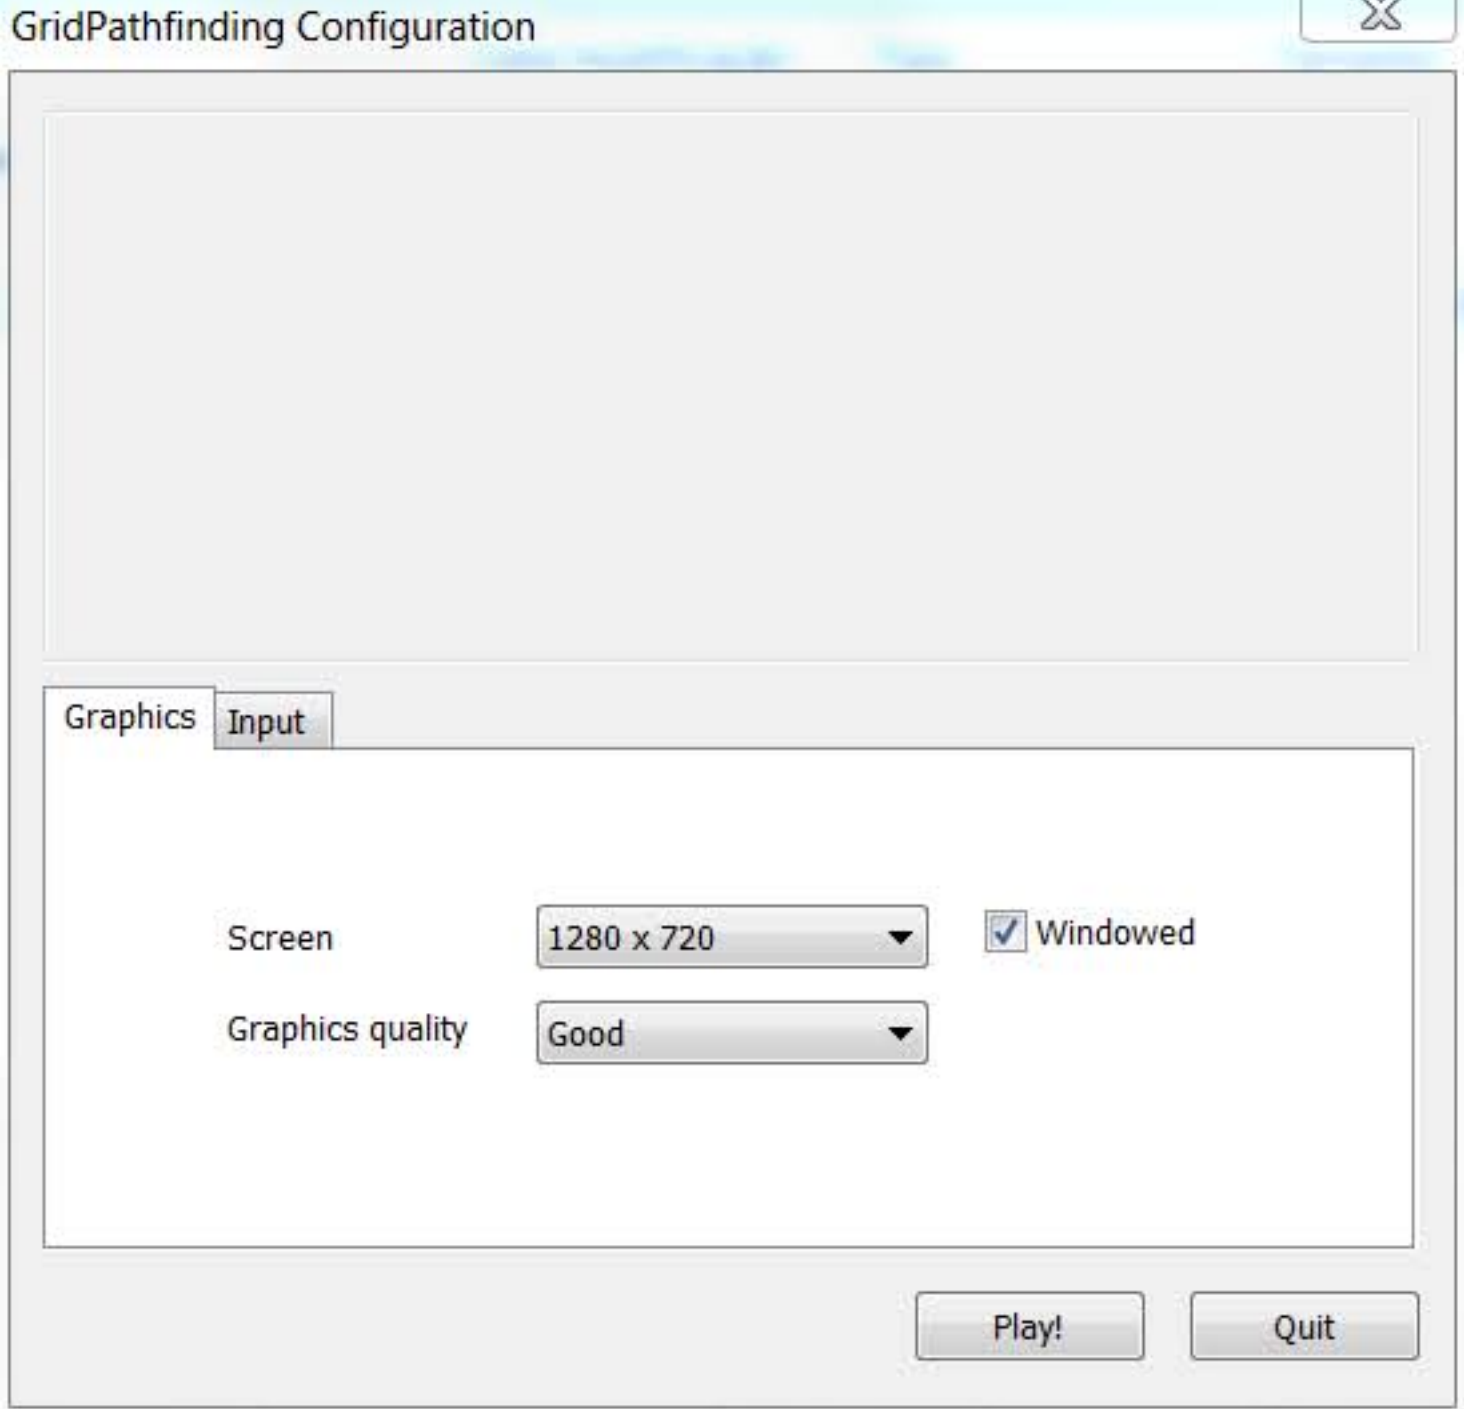 GridPathfinding Configuration
Graphics
Input
Screen
1280 x 720
Windowed
Graphics quality
Good
Play!
Quit